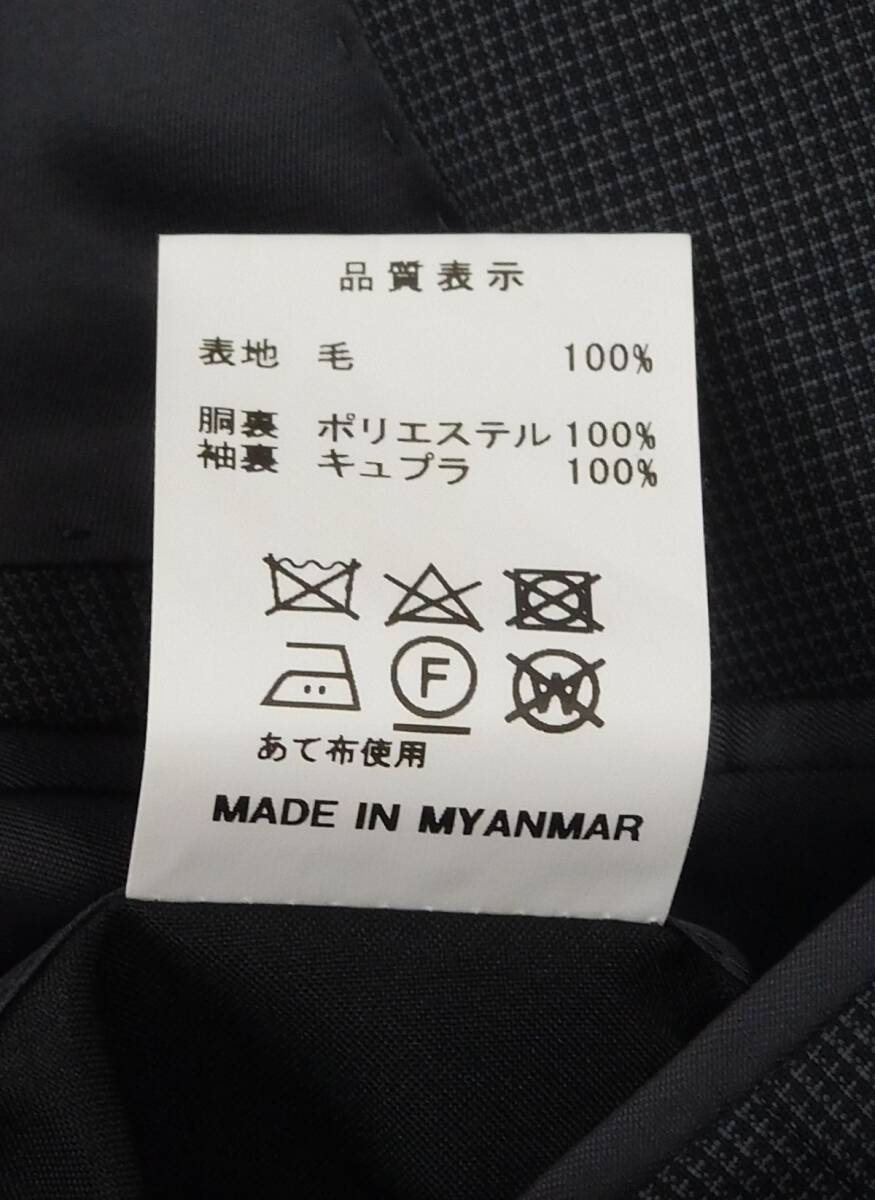 品質表示
表地 毛 100%
胴裏 ポリエステル 100%
袖裏 キュプラ 100%
F W
あて布使用
MADE IN MYANMAR